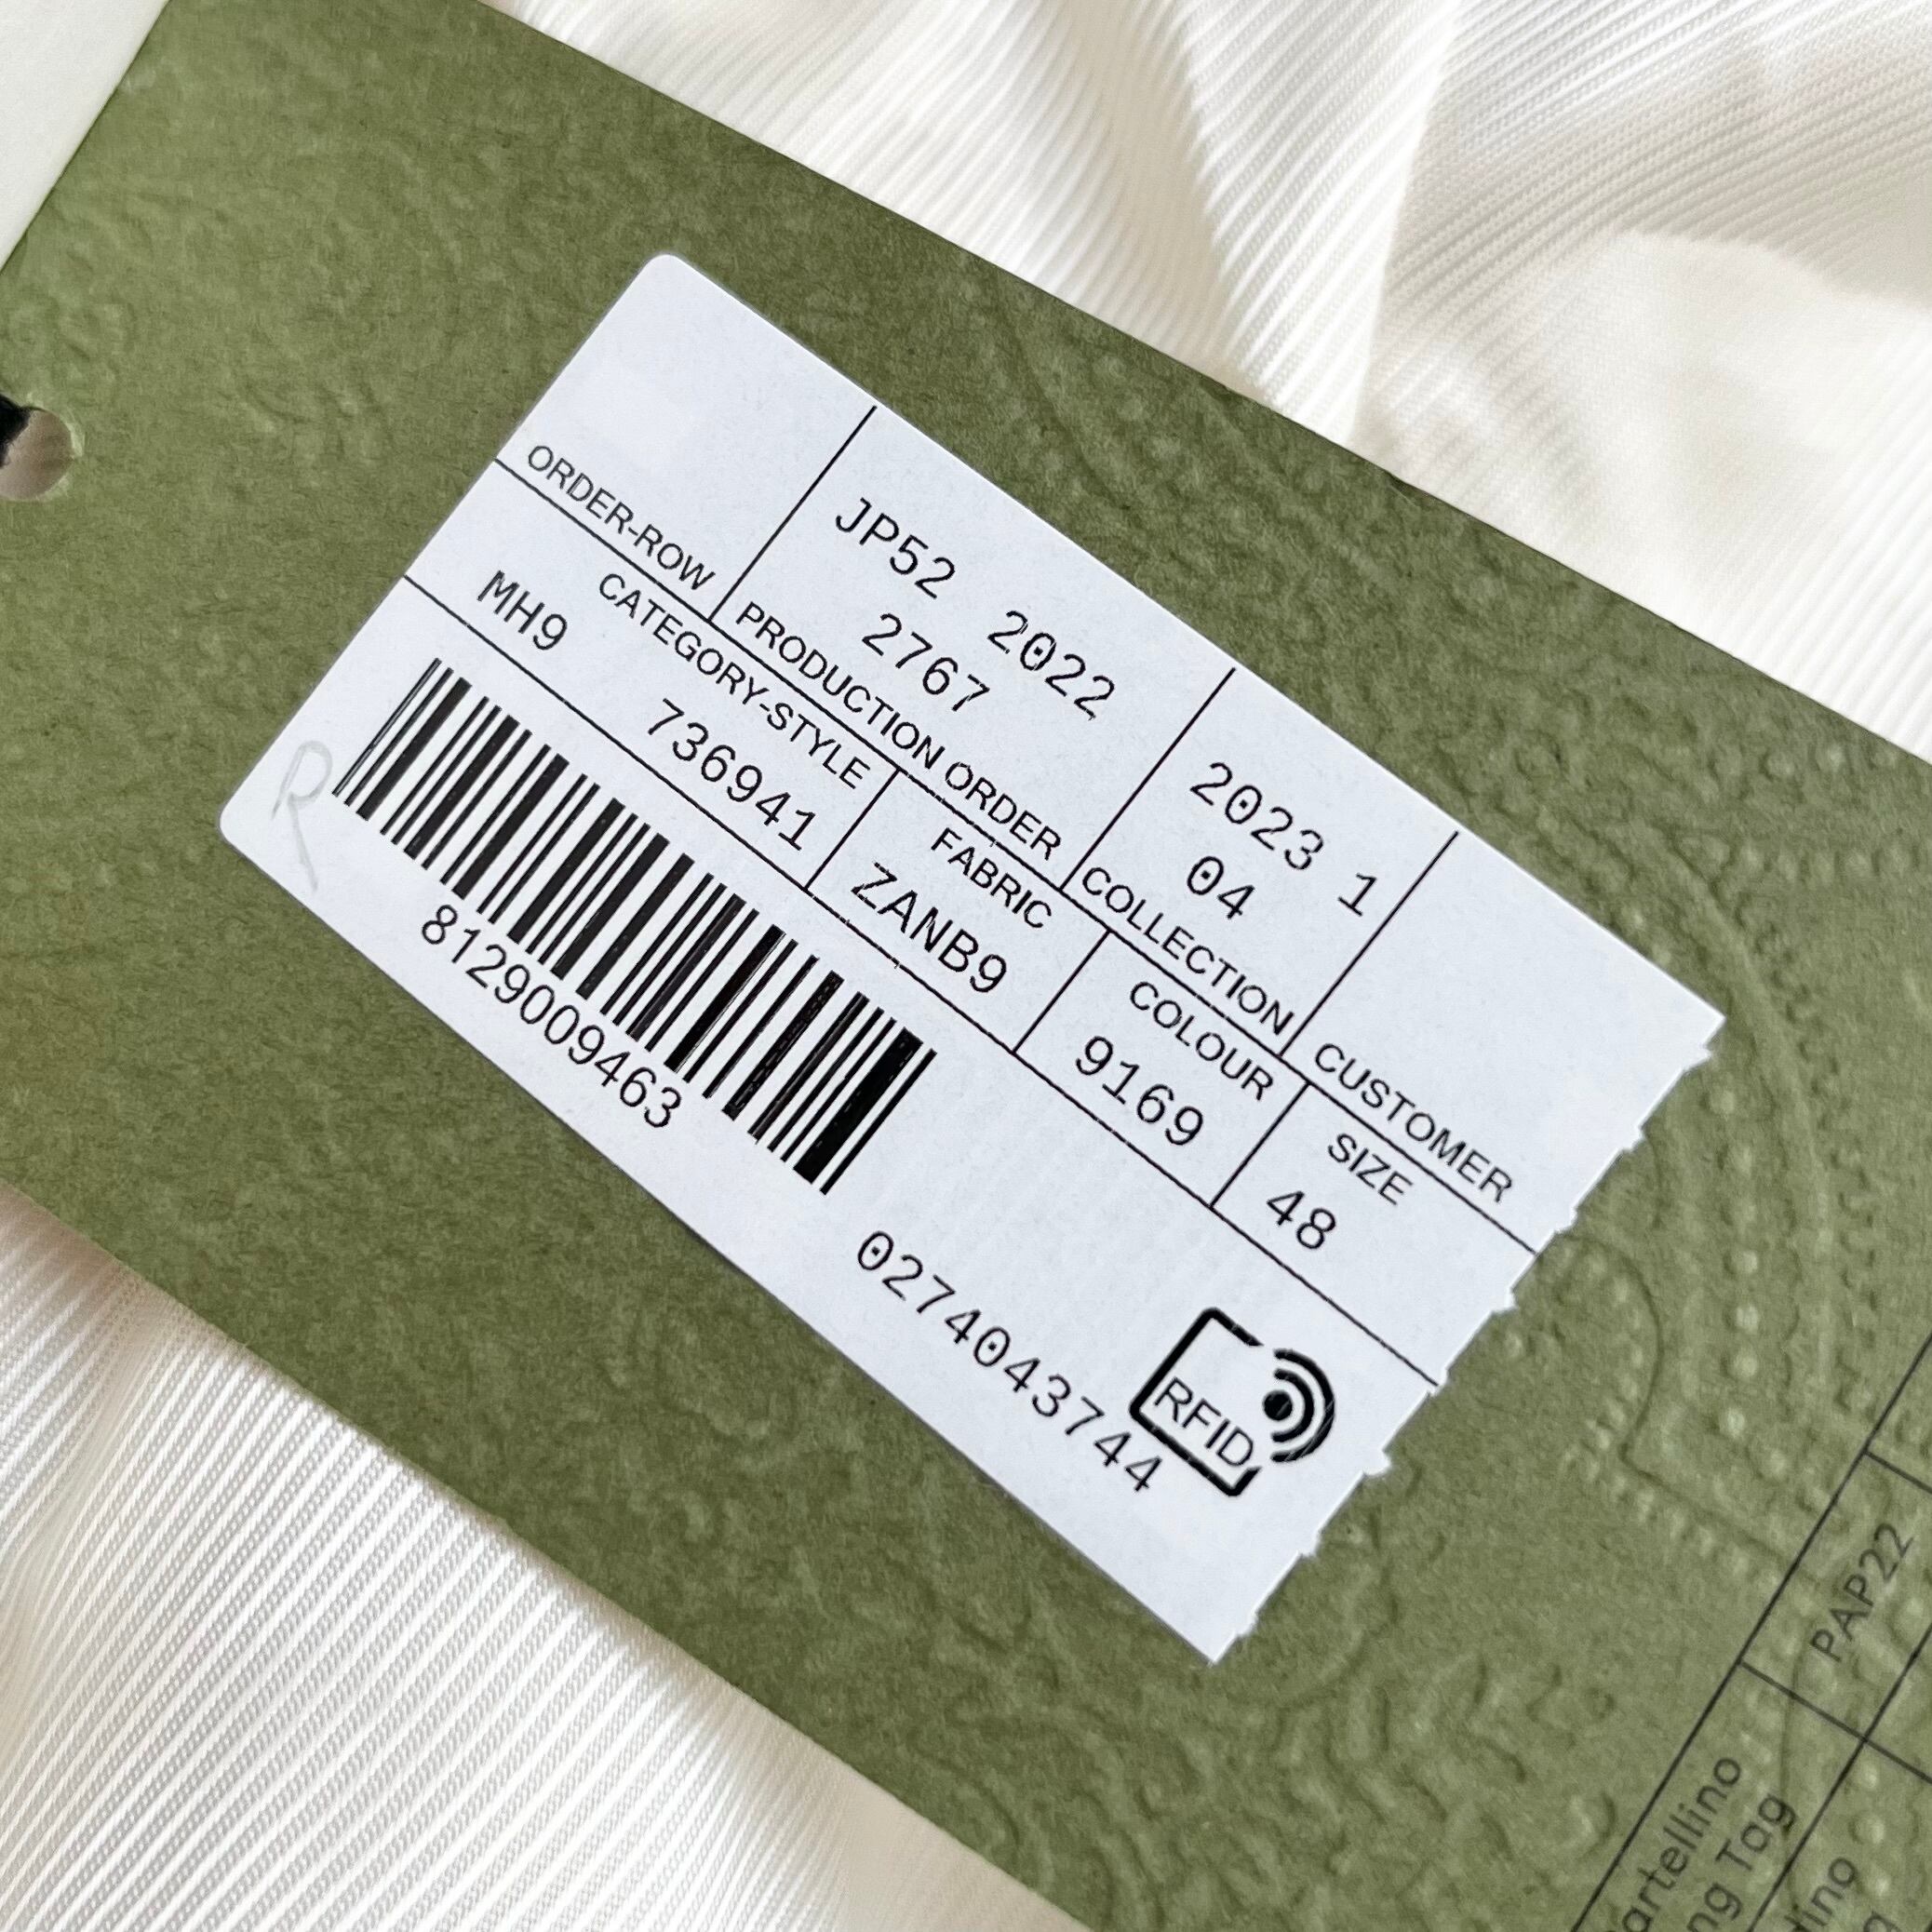 ORDER-ROW
JP52 2022
2767
PRODUCTION ORDER
2023 1
04
COLLECTION
CUSTOMER
CATEGORY-STYLE
MH9 736941
FABRIC
ZANB9
COLOUR
9169
SIZE
48
8129009463
0274043744
RFID
R
PAP22
Tag